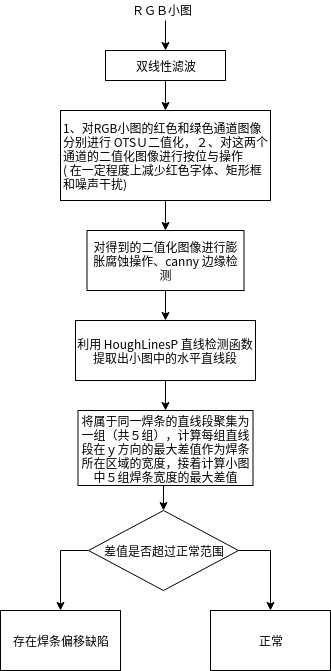 ＲＧＢ小图
双线性滤波
1、对RGB小图的红色和绿色通道图像
分别进行 OTSU 二值化，２、对这两个
通道的二值化图像进行按位与操作
( 在一定程度上减少红色字体、矩形框
和噪声干扰)
对得到的二值化图像进行膨
胀腐蚀操作、canny 边缘检
测
利用 HoughLinesP 直线检测函数
提取出小图中的水平直线段
将属于同一焊条的直线段聚集为
一组（共５组），计算每组直线
段在ｙ方向的最大差值作为焊条
所在区域的宽度，接着计算小图
中５组焊条宽度的最大差值
差值是否超过正常范围
存在焊条偏移缺陷
正常